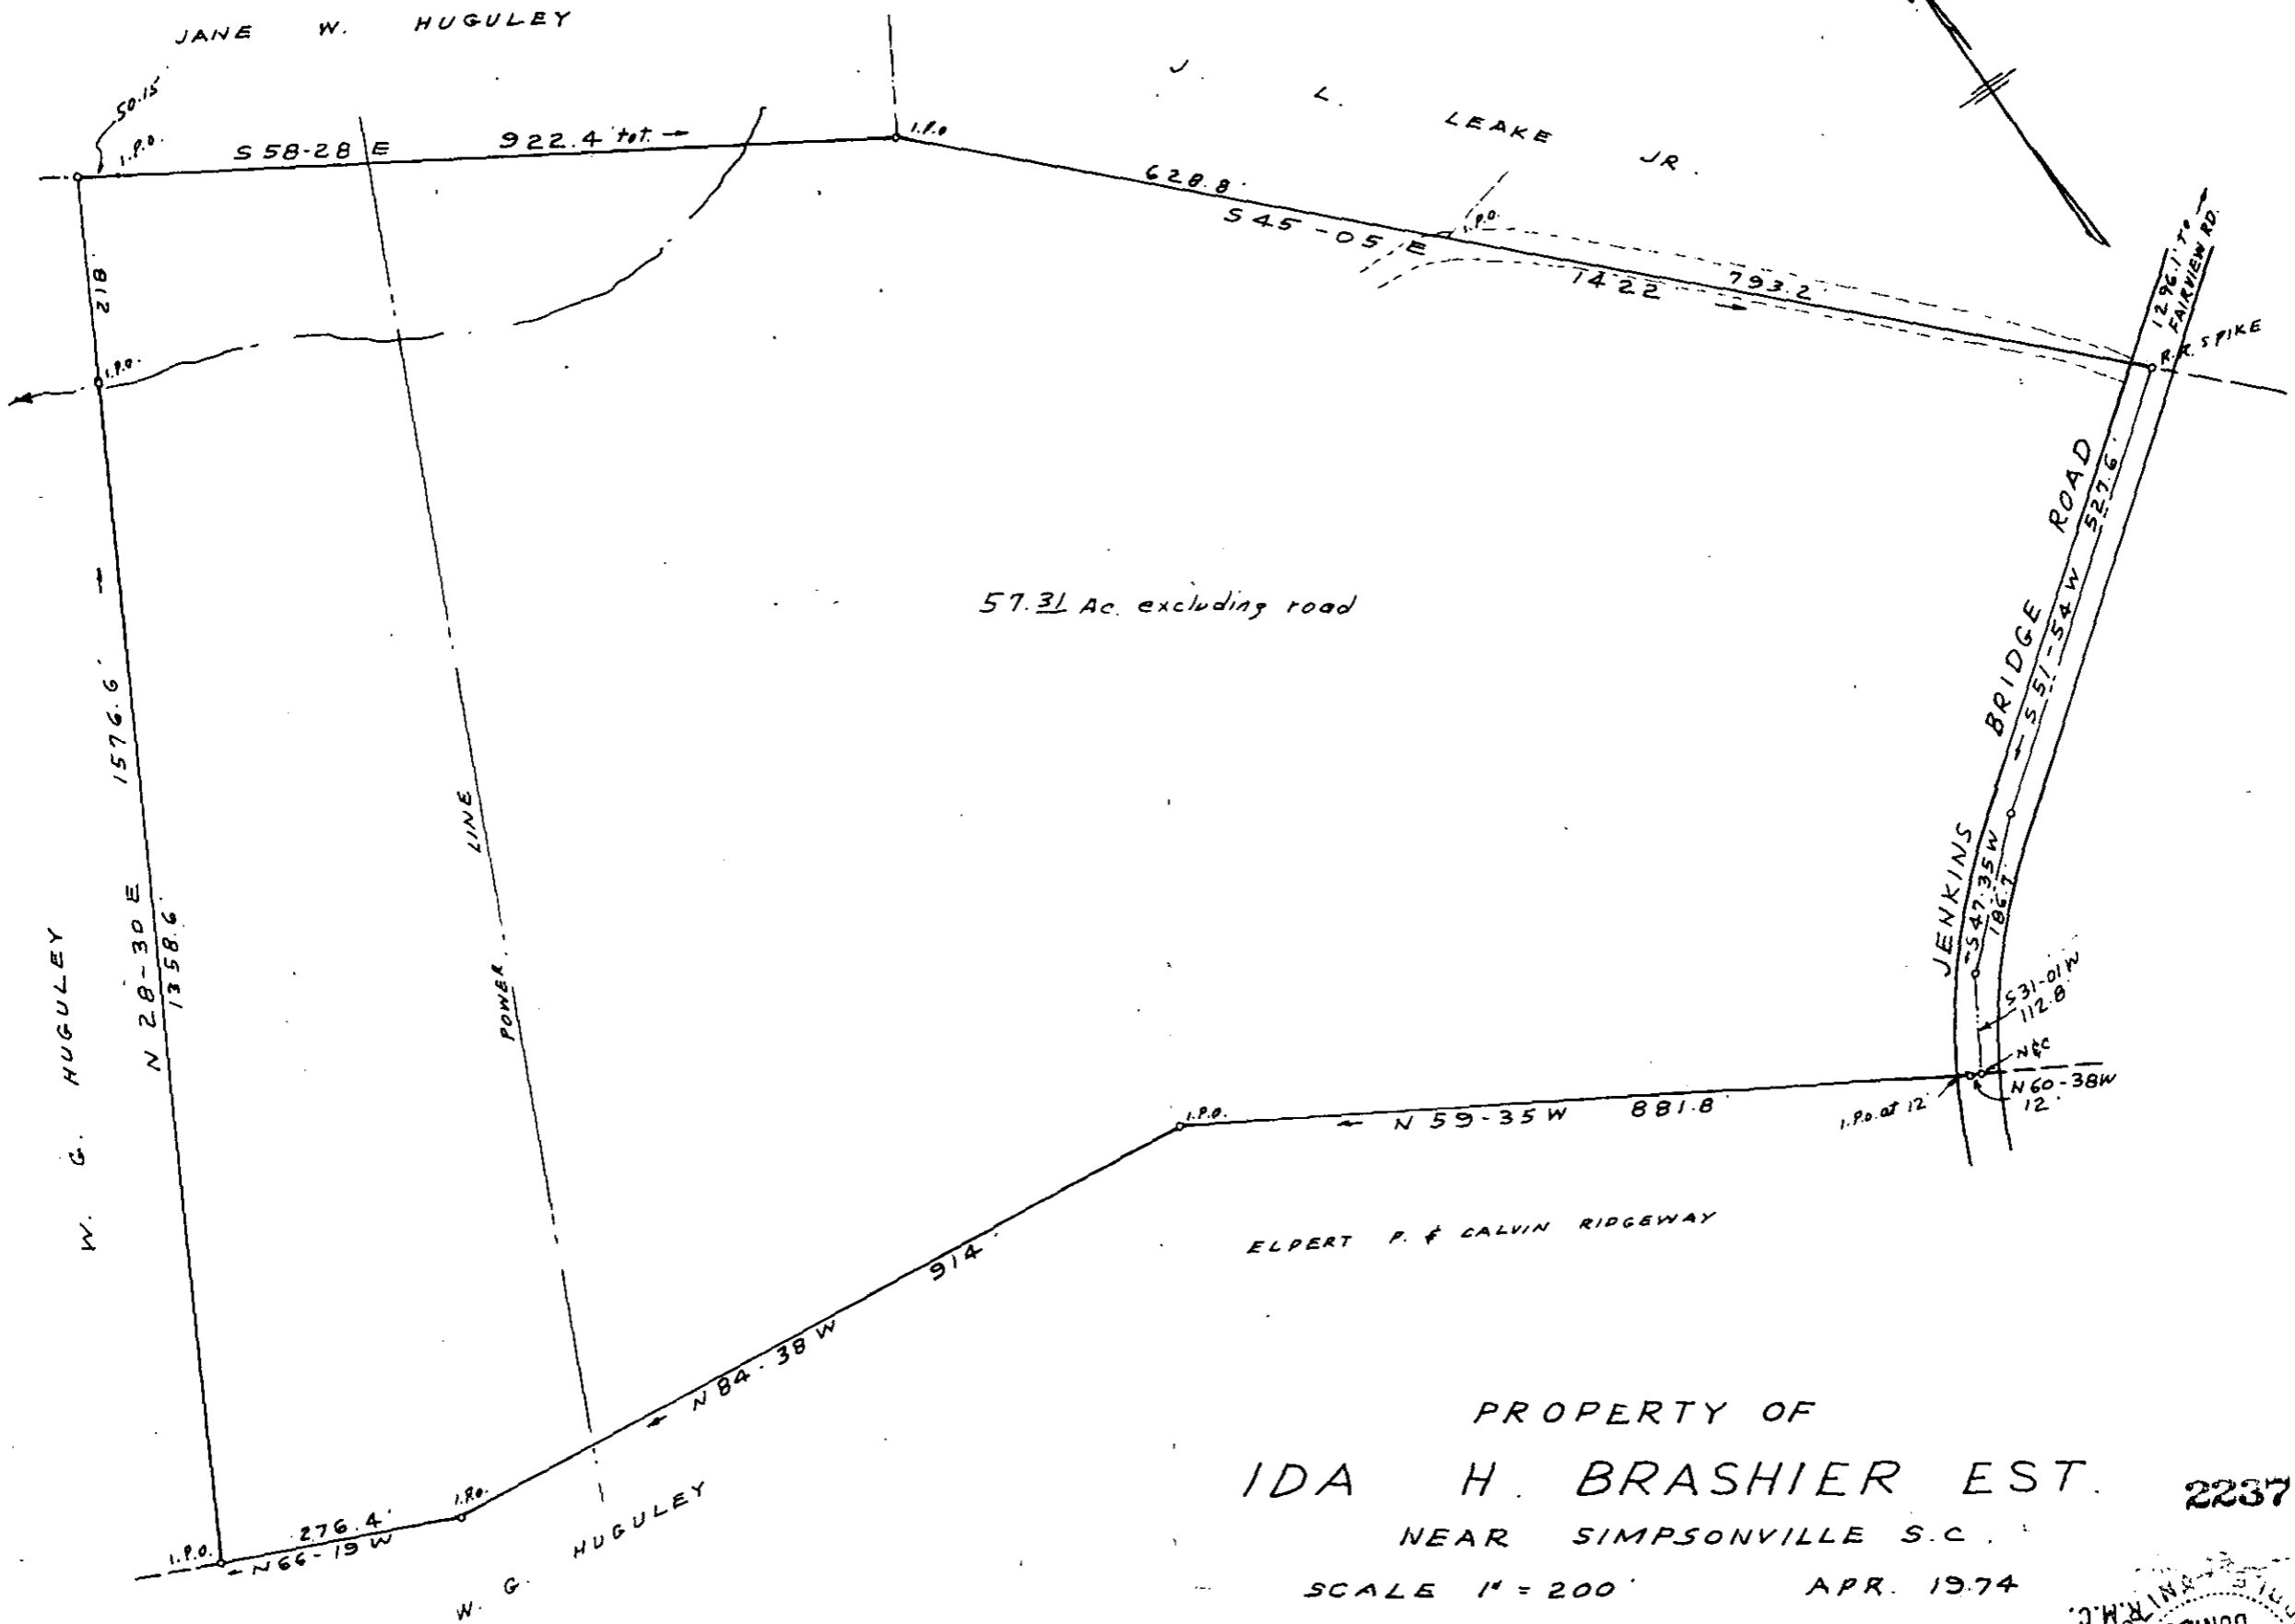 JANE W. HUGULEY
50.15'
I.P.O.
S 58-28 E 922.4' tot.
I.P.O
J. L. LEAKE JR.
628.8'
S 45-05 E
I.P.O.
1422
793.2'
1296.1' TO
FAIRVIEW RD.
R.R. SPIKE
218'
I.P.O.
57.31 Ac. excluding road
JENKINS BRIDGE ROAD
S 51-54 W 527.6'
S 47-35 W
186.7'
S 31-01 W
112.8'
N&C
N 60-38 W
12'
I.P.O. at 12'
N 28-30 E 1576.6'
1358.6'
W. G. HUGULEY
POWER LINE
I.P.O.
N 59-35 W 881.8'
ELPERT P. & CALVIN RIDGEWAY
914'
N 84-38 W
I.P.O.
276.4'
N 66-19 W
I.P.O.
W. G. HUGULEY
PROPERTY OF
IDA H. BRASHIER EST.
2237
NEAR SIMPSONVILLE S.C.
SCALE 1" = 200' APR. 1974
R.M.C.